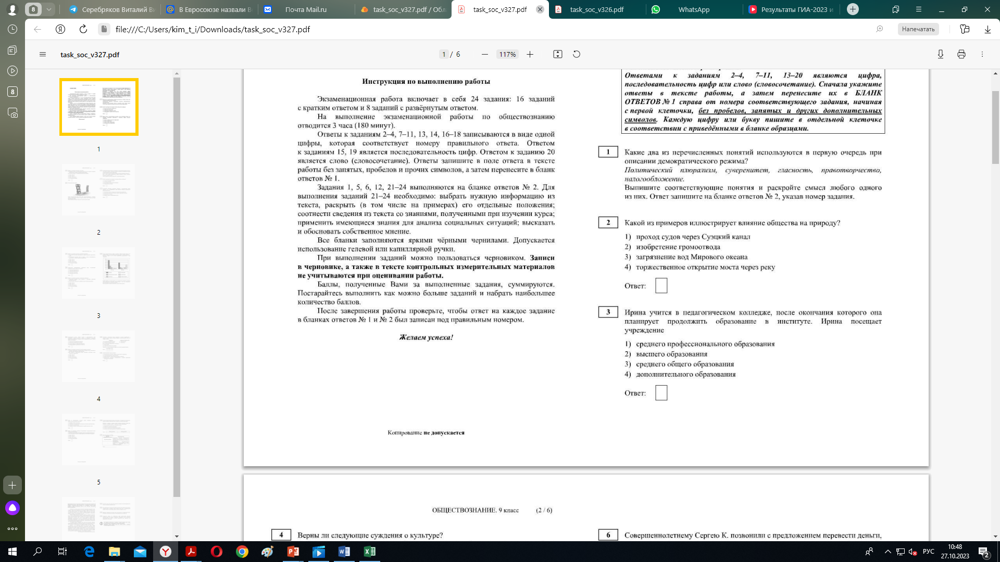 8
Серебряков Виталий Ви
В Евросоюзе назвали В
Почта Mail.ru
task_soc_v327.pdf / Обл
task_soc_v327.pdf
task_soc_v326.pdf
WhatsApp
Результаты ГИА-2023 и
file:///C:/Users/kim_t_i/Downloads/task_soc_v327.pdf
Напечатать
8
task_soc_v327.pdf
1 / 6
117%
1
2
3
4
5
Инструкция по выполнению работы
Экзаменационная работа включает в себя 24 задания: 16 заданий
с кратким ответом и 8 заданий с развёрнутым ответом.
На выполнение экзаменационной работы по обществознанию
отводится 3 часа (180 минут).
Ответы к заданиям 2–4, 7–11, 13, 14, 16–18 записываются в виде одной
цифры, которая соответствует номеру правильного ответа. Ответом
к заданиям 15, 19 является последовательность цифр. Ответом к заданию 20
является слово (словосочетание). Ответы запишите в поле ответа в тексте
работы без запятых, пробелов и прочих символов, а затем перенесите в бланк
ответов № 1.
Задания 1, 5, 6, 12, 21–24 выполняются на бланке ответов № 2. Для
выполнения заданий 21–24 необходимо: выбрать нужную информацию из
текста, раскрыть (в том числе на примерах) его отдельные положения;
соотнести сведения из текста со знаниями, полученными при изучении курса;
применить имеющиеся знания для анализа социальных ситуаций; высказать
и обосновать собственное мнение.
Все бланки заполняются яркими чёрными чернилами. Допускается
использование гелевой или капиллярной ручки.
При выполнении заданий можно пользоваться черновиком. Записи
в черновике, а также в тексте контрольных измерительных материалов
не учитываются при оценивании работы.
Баллы, полученные Вами за выполненные задания, суммируются.
Постарайтесь выполнить как можно больше заданий и набрать наибольшее
количество баллов.
После завершения работы проверьте, чтобы ответ на каждое задание
в бланках ответов № 1 и № 2 был записан под правильным номером.
Желаем успеха!
Копирование не допускается
Ответами к заданиям 2–4, 7–11, 13–20 являются цифра,
последовательность цифр или слово (словосочетание). Сначала укажите
ответы в тексте работы, а затем перенесите их в БЛАНК
ОТВЕТОВ № 1 справа от номера соответствующего задания, начиная
с первой клеточки, без пробелов, запятых и других дополнительных
символов. Каждую цифру или букву пишите в отдельной клеточке
в соответствии с приведёнными в бланке образцами.
1 Какие два из перечисленных понятий используются в первую очередь при
описании демократического режима?
Политический плюрализм, суверенитет, гласность, правотворчество,
налогообложение.
Выпишите соответствующие понятия и раскройте смысл любого одного
из них. Ответ запишите на бланке ответов № 2, указав номер задания.
2 Какой из примеров иллюстрирует влияние общества на природу?
1) проход судов через Суэцкий канал
2) изобретение громоотвода
3) загрязнение вод Мирового океана
4) торжественное открытие моста через реку
Ответ:
3 Ирина учится в педагогическом колледже, после окончания которого она
планирует продолжить образование в институте. Ирина посещает
учреждение
1) среднего профессионального образования
2) высшего образования
3) среднего общего образования
4) дополнительного образования
Ответ:
ОБЩЕСТВОЗНАНИЕ. 9 класс (2 / 6)
4 Верны ли следующие суждения о культуре?
6 Совершеннолетнему Сергею К. позвонили с предложением перевести деньги,
РУС
10:48
27.10.2023
2